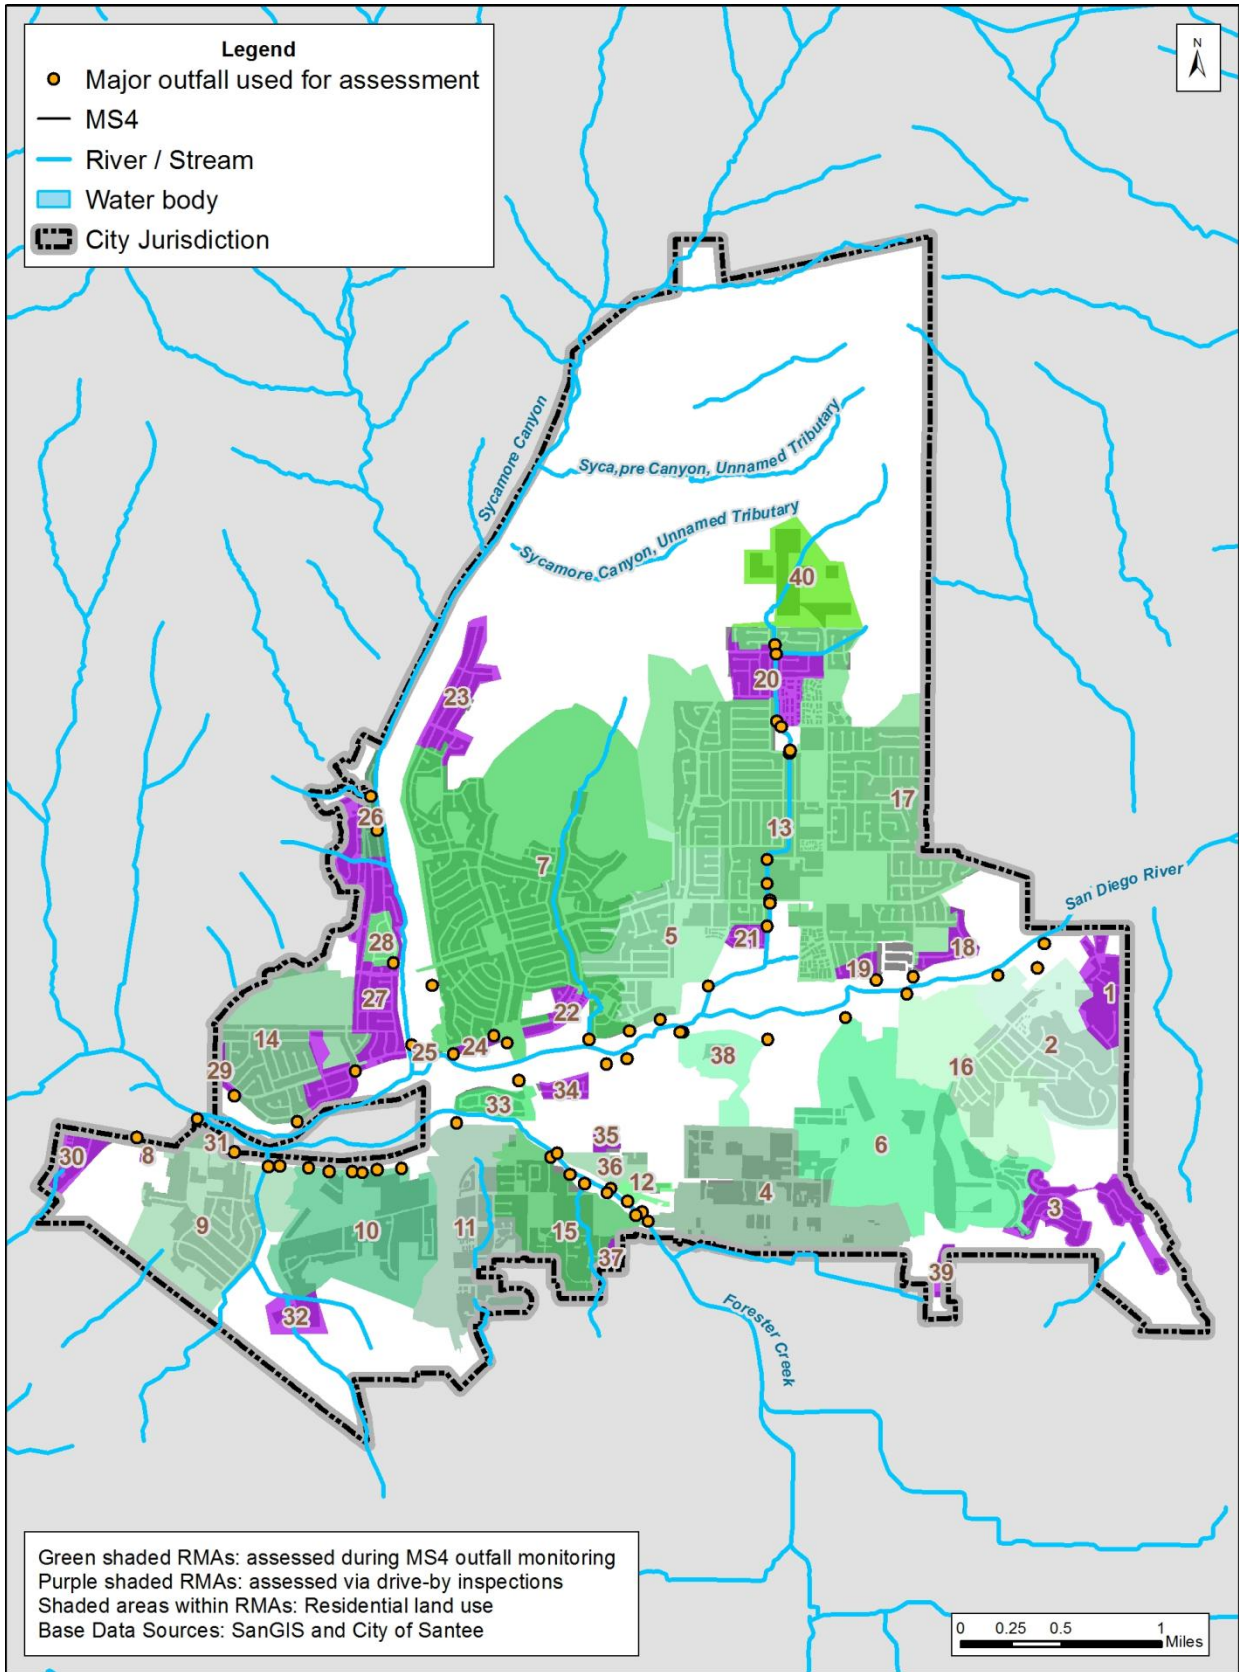 Legend
Major outfall used for assessment
MS4
River / Stream
Water body
City Jurisdiction
N
Sycamore Canyon
Syca,pre Canyon, Unnamed Tributary
Sycamore Canyon, Unnamed Tributary
40
20
23
17
26
13
7
San Diego River
5
21
28
18
19
27
1
22
14
2
24
25
38
16
29
34
33
31
35
8
30
6
36
12
4
3
9
10
11
15
37
39
32
Forester Creek
Green shaded RMAs: assessed during MS4 outfall monitoring
Purple shaded RMAs: assessed via drive-by inspections
Shaded areas within RMAs: Residential land use
Base Data Sources: SanGIS and City of Santee
0 0.25 0.5 1
Miles